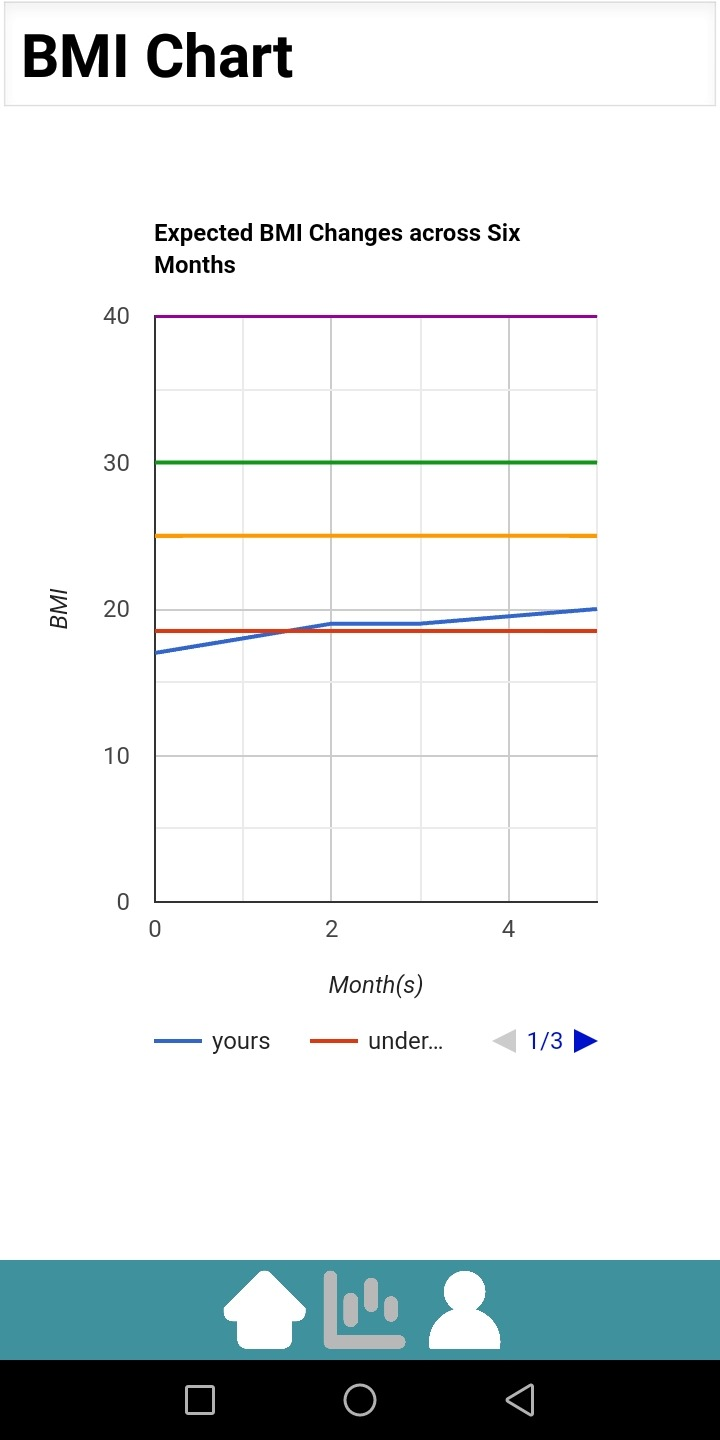 BMI Chart
Expected BMI Changes across Six
Months
40
30
20
10
0
BMI
0 2 4
Month(s)
yours under... 1/3